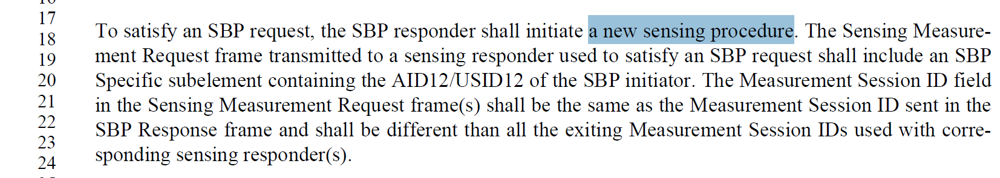 17
To satisfy an SBP request, the SBP responder shall initiate a new sensing procedure. The Sensing Measure-
18
ment Request frame transmitted to a sensing responder used to satisfy an SBP request shall include an SBP
19
Specific subelement containing the AID12/USID12 of the SBP initiator. The Measurement Session ID field
20
in the Sensing Measurement Request frame(s) shall be the same as the Measurement Session ID sent in the
21
SBP Response frame and shall be different than all the exiting Measurement Session IDs used with corre-
22
sponding sensing responder(s).
23
24